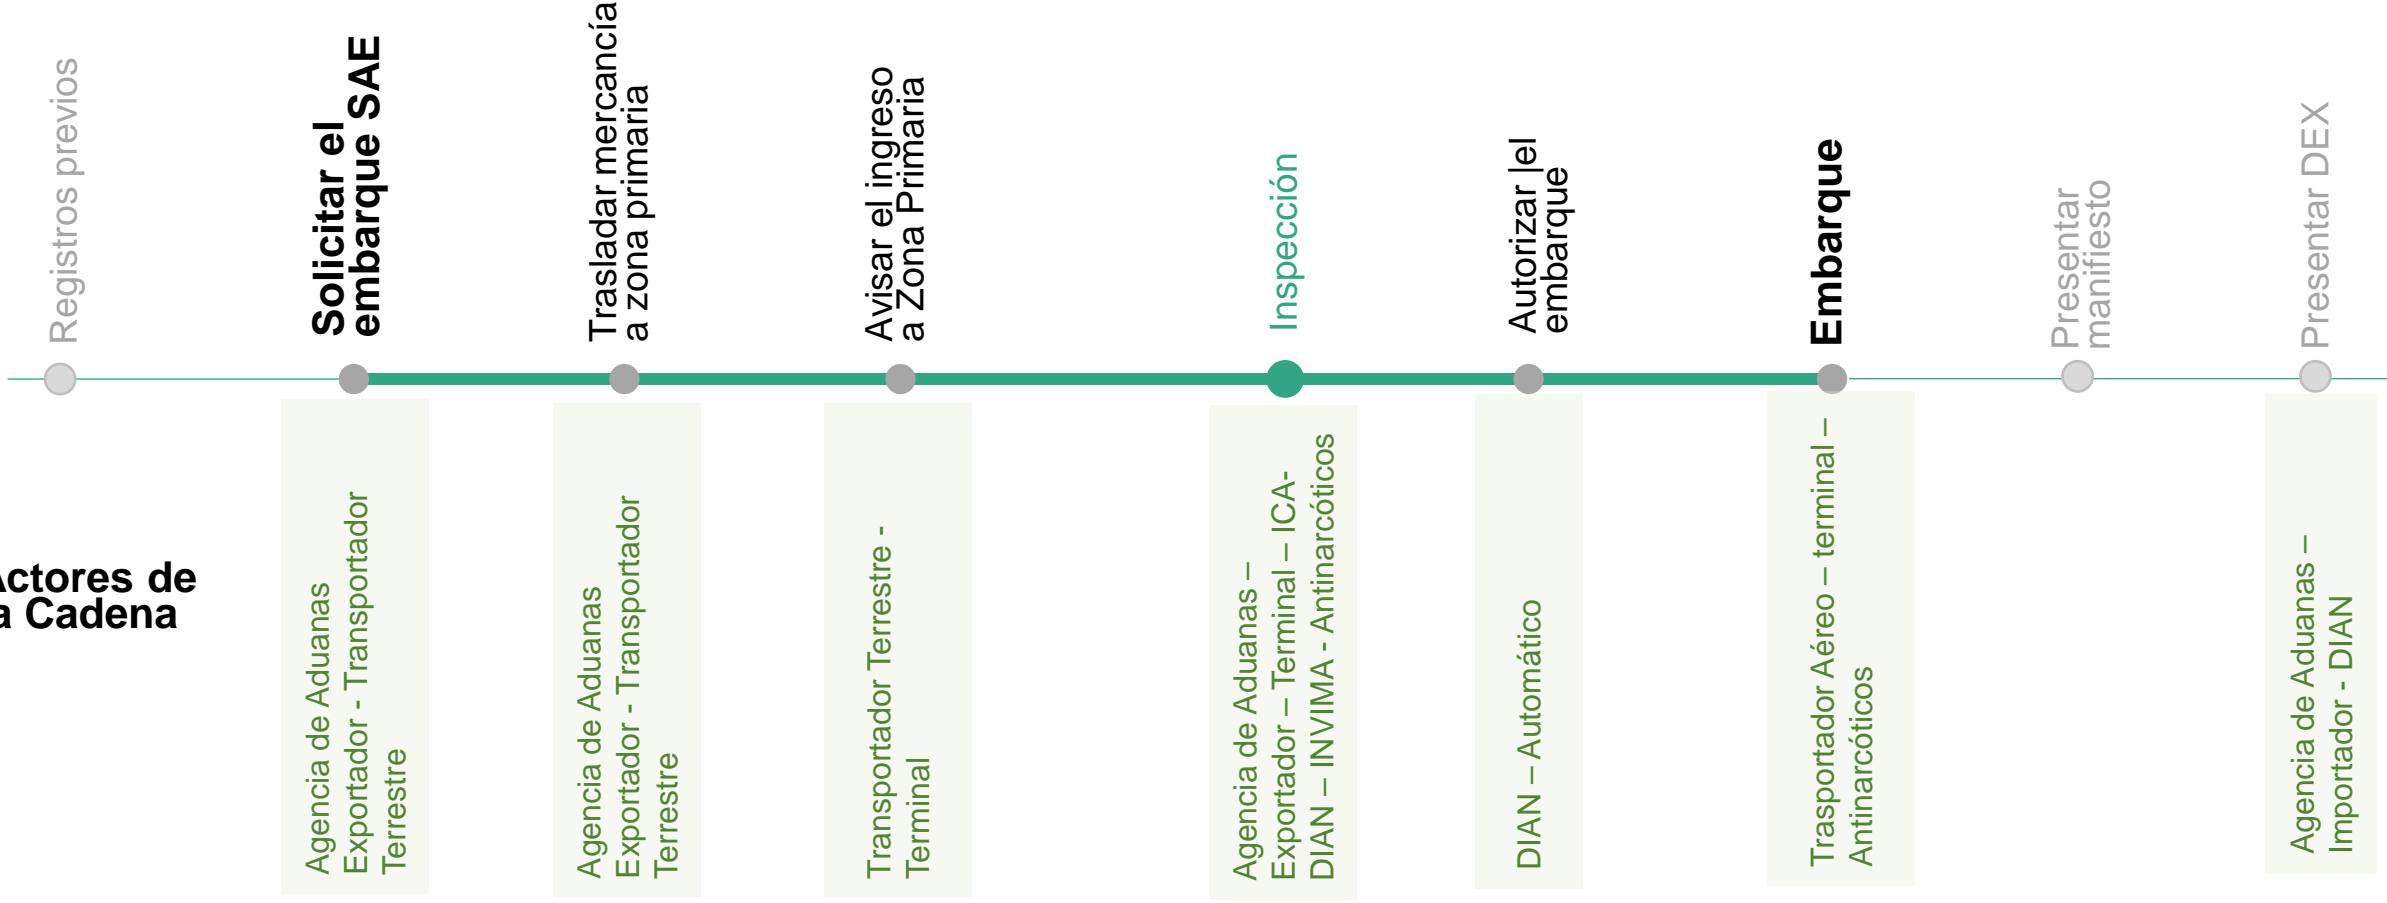 Registros previos
Solicitar el
embarque SAE
Trasladar mercancía
a zona primaria
Avisar el ingreso
a Zona Primaria
Inspección
Autorizar |el
embarque
Embarque
Presentar
manifiesto
Presentar DEX
Actores de
a Cadena
Agencia de Aduanas
Exportador - Transportador
Terrestre
Agencia de Aduanas
Exportador - Transportador
Terrestre
Transportador Terrestre -
Terminal
Agencia de Aduanas –
Exportador – Terminal – ICA-
DIAN – INVIMA - Antinarcóticos
DIAN – Automático
Trasportador Aéreo – terminal –
Antinarcóticos
Agencia de Aduanas –
Importador - DIAN